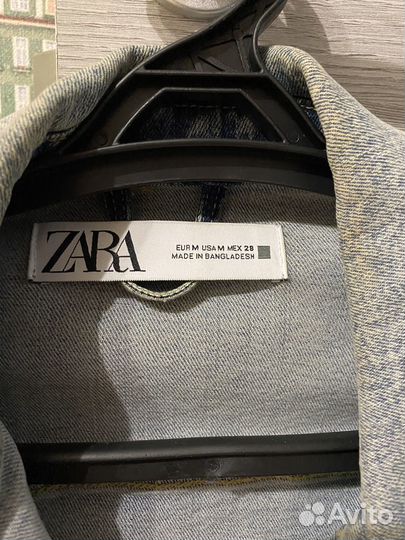 ZARA
EUR M USA M MEX 28
MADE IN BANGLADESH
Avito